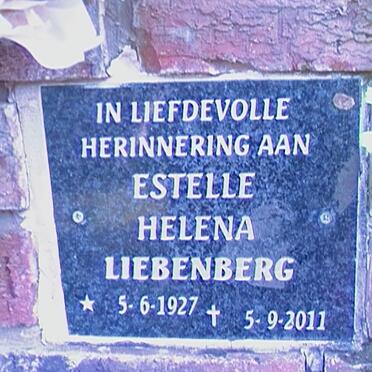 IN LIEFDEVOLLE
HERINNERING AAN
ESTELLE
HELENA
LIEBENBERG
★ 5-6-1927 ✝ 5-9-2011